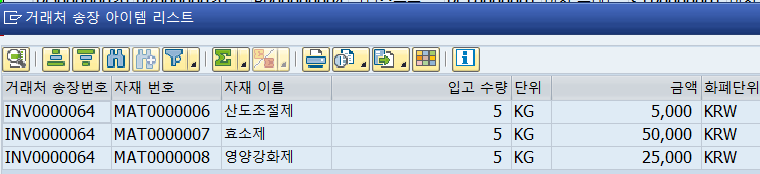 거래처 송장 아이템 리스트
거래처 송장번호 자재 번호 자재 이름 입고 수량 단위 금액 화폐단위
INV0000064 MAT0000006 산도조절제 5 KG 5,000 KRW
INV0000064 MAT0000007 효소제 5 KG 50,000 KRW
INV0000064 MAT0000008 영양강화제 5 KG 25,000 KRW